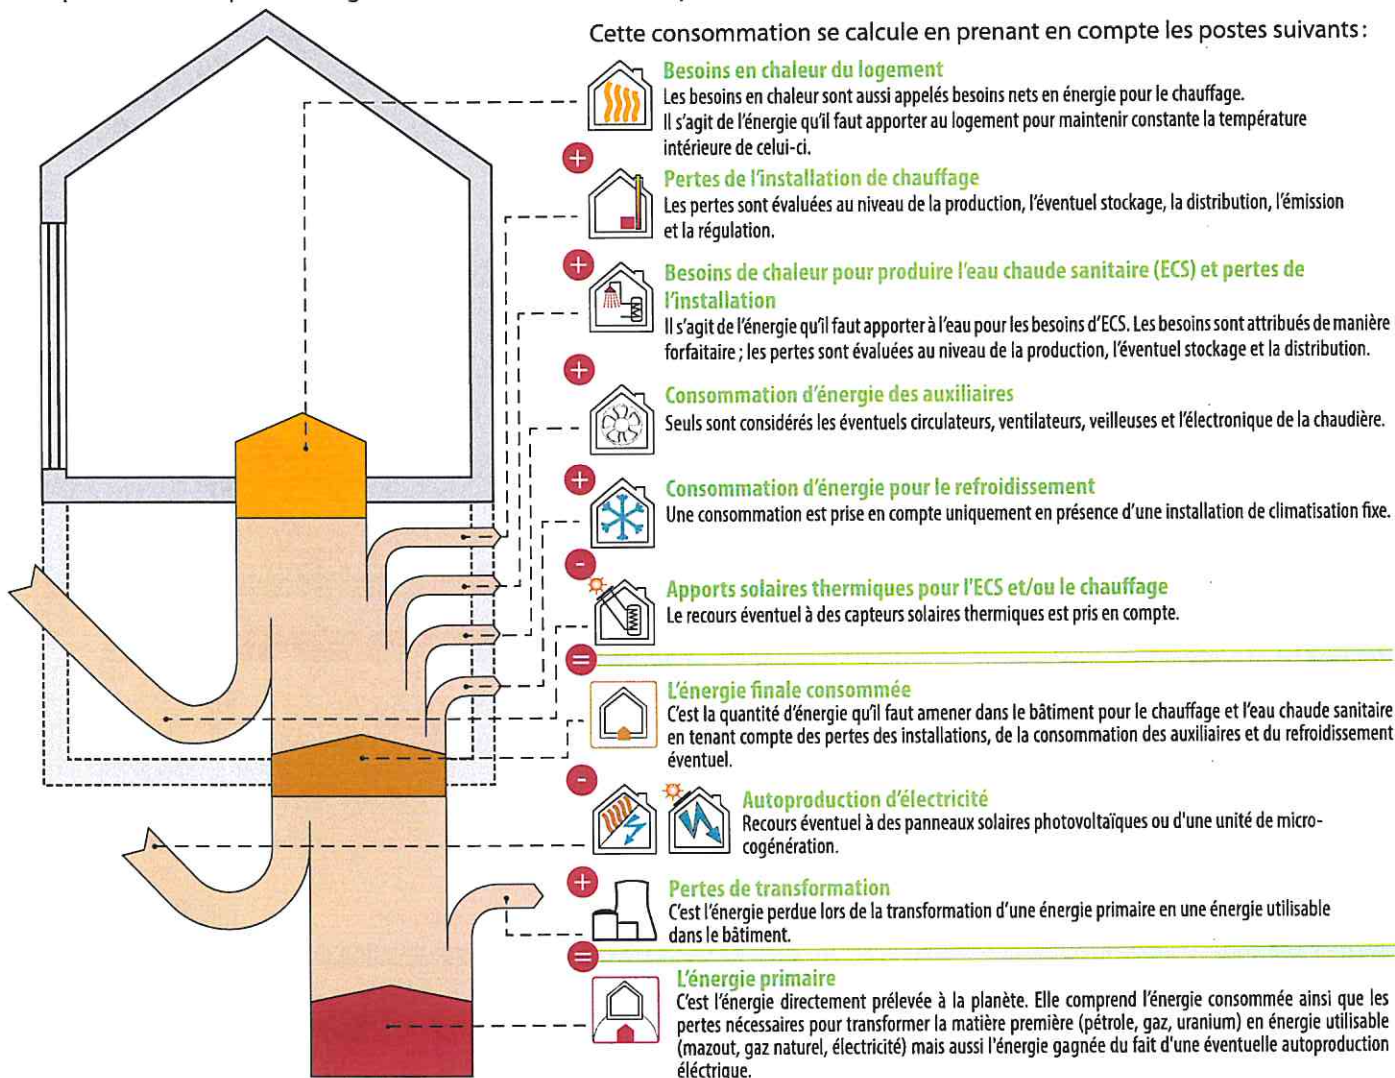 Cette consommation se calcule en prenant en compte les postes suivants :
Besoins en chaleur du logement
Les besoins en chaleur sont aussi appelés besoins nets en énergie pour le chauffage.
Il s'agit de l'énergie qu'il faut apporter au logement pour maintenir constante la température
intérieure de celui-ci.
+
Pertes de l'installation de chauffage
Les pertes sont évaluées au niveau de la production, l'éventuel stockage, la distribution, l'émission
et la régulation.
+
Besoins de chaleur pour produire l'eau chaude sanitaire (ECS) et pertes de
l'installation
Il s'agit de l'énergie qu'il faut apporter à l'eau pour les besoins d'ECS. Les besoins sont attribués de manière
forfaitaire ; les pertes sont évaluées au niveau de la production, l'éventuel stockage et la distribution.
+
Consommation d'énergie des auxiliaires
Seuls sont considérés les éventuels circulateurs, ventilateurs, veilleuses et l'électronique de la chaudière.
+
Consommation d'énergie pour le refroidissement
Une consommation est prise en compte uniquement en présence d'une installation de climatisation fixe.
-
Apports solaires thermiques pour l'ECS et/ou le chauffage
Le recours éventuel à des capteurs solaires thermiques est pris en compte.
=
L'énergie finale consommée
C'est la quantité d'énergie qu'il faut amener dans le bâtiment pour le chauffage et l'eau chaude sanitaire
en tenant compte des pertes des installations, de la consommation des auxiliaires et du refroidissement
éventuel.
-
Autoproduction d'électricité
Recours éventuel à des panneaux solaires photovoltaïques ou d'une unité de micro-
cogénération.
+
Pertes de transformation
C'est l'énergie perdue lors de la transformation d'une énergie primaire en une énergie utilisable
dans le bâtiment.
=
L'énergie primaire
C'est l'énergie directement prélevée à la planète. Elle comprend l'énergie consommée ainsi que les
pertes nécessaires pour transformer la matière première (pétrole, gaz, uranium) en énergie utilisable
(mazout, gaz naturel, électricité) mais aussi l'énergie gagnée du fait d'une éventuelle autoproduction
éléctrique.